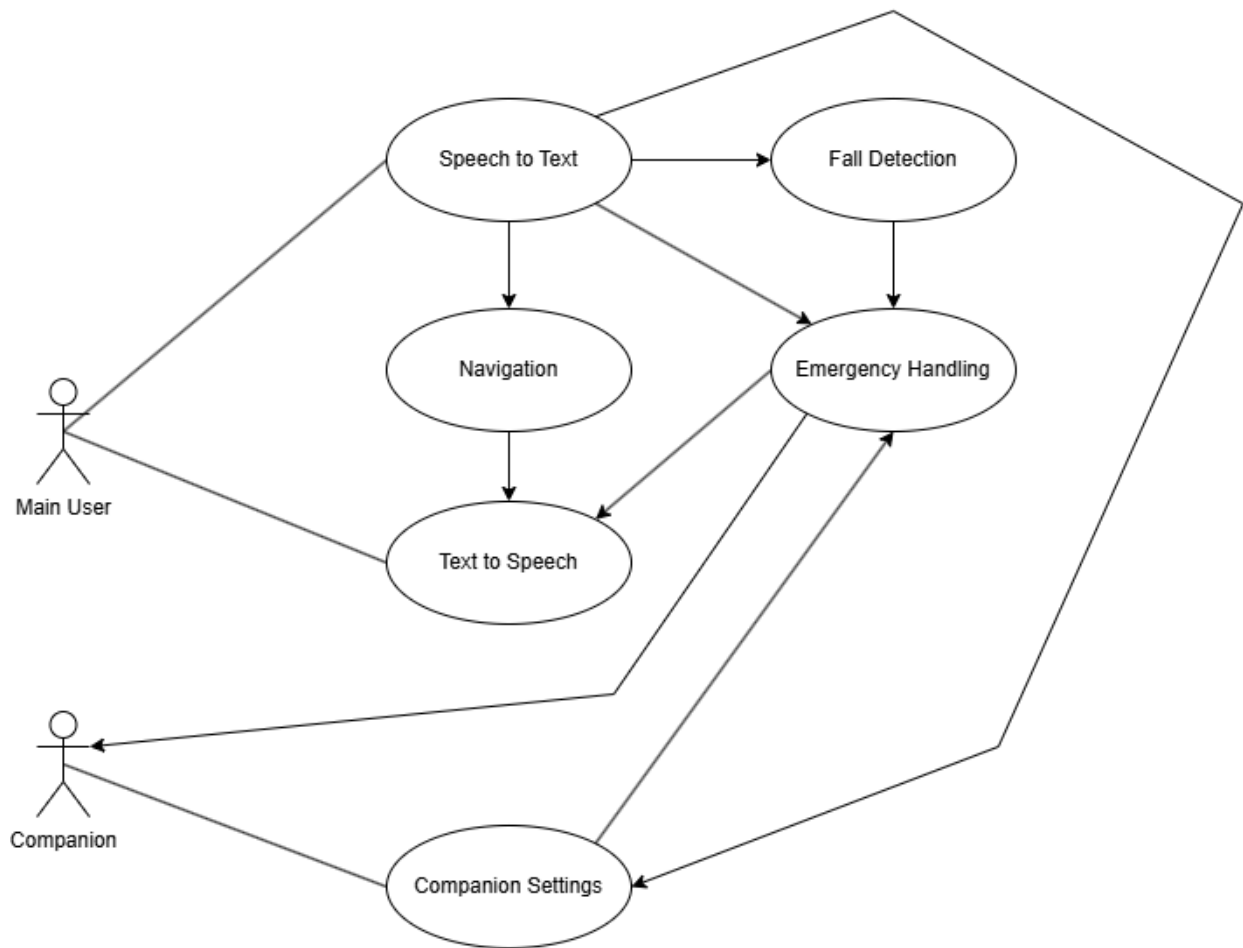 Speech to Text
Fall Detection
Navigation
Emergency Handling
Main User
Text to Speech
Companion
Companion Settings